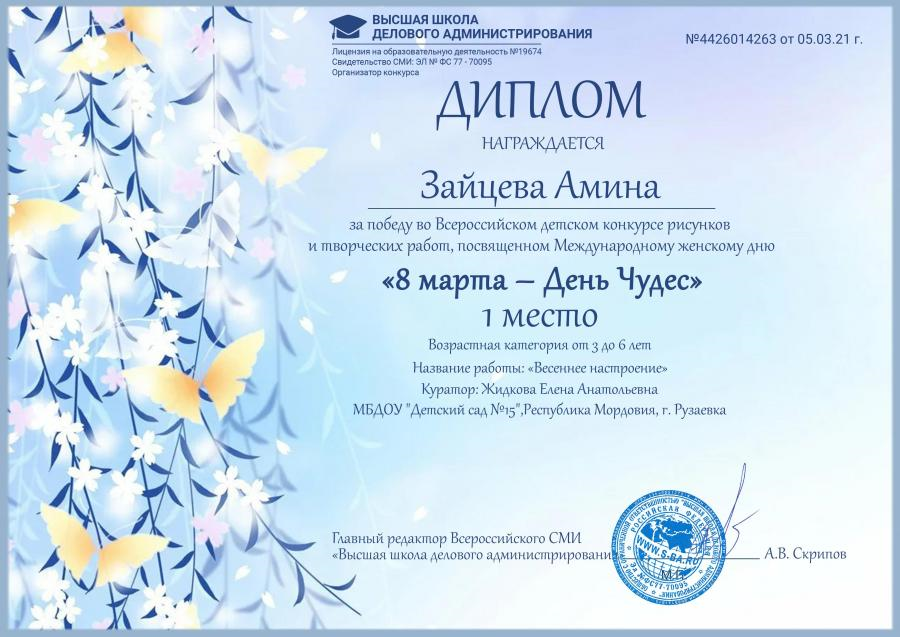 ВЫСШАЯ ШКОЛА
ДЕЛОВОГО АДМИНИСТРИРОВАНИЯ
Лицензия на образовательную деятельность №19674
Свидетельство СМИ: ЭЛ № ФС 77 - 70095
Организатор конкурса
№4426014263 от 05.03.21 г.
ДИПЛОМ
НАГРАЖДАЕТСЯ
Зайцева Амина
за победу во Всероссийском детском конкурсе рисунков
и творческих работ, посвященном Международному женскому дню
«8 марта – День Чудес»
1 место
Возрастная категория от 3 до 6 лет
Название работы: «Весеннее настроение»
Куратор: Жидкова Елена Анатольевна
МБДОУ "Детский сад №15",Республика Мордовия, г. Рузаевка
Главный редактор Всероссийского СМИ
«Высшая школа делового администрировани
А.В. Скрипов
РОССИЙСКАЯ ФЕДЕРАЦИЯ
WWW.S-BA.RU
Эл №ФС77-70095
М.П.